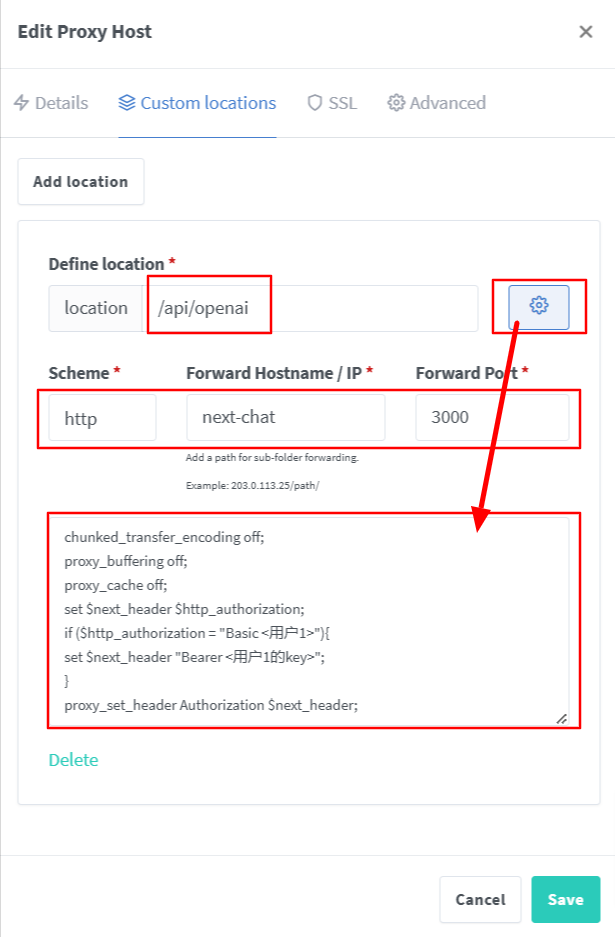 Edit Proxy Host
Details Custom locations SSL Advanced
Add location
Define location *
location /api/openai
Scheme * Forward Hostname / IP * Forward Port *
http next-chat 3000
Add a path for sub-folder forwarding.
Example: 203.0.113.25/path/
chunked_transfer_encoding off;
proxy_buffering off;
proxy_cache off;
set $next_header $http_authorization;
if ($http_authorization = "Basic <用户1>"){
set $next_header "Bearer <用户1的key>";
}
proxy_set_header Authorization $next_header;
Delete
Cancel Save